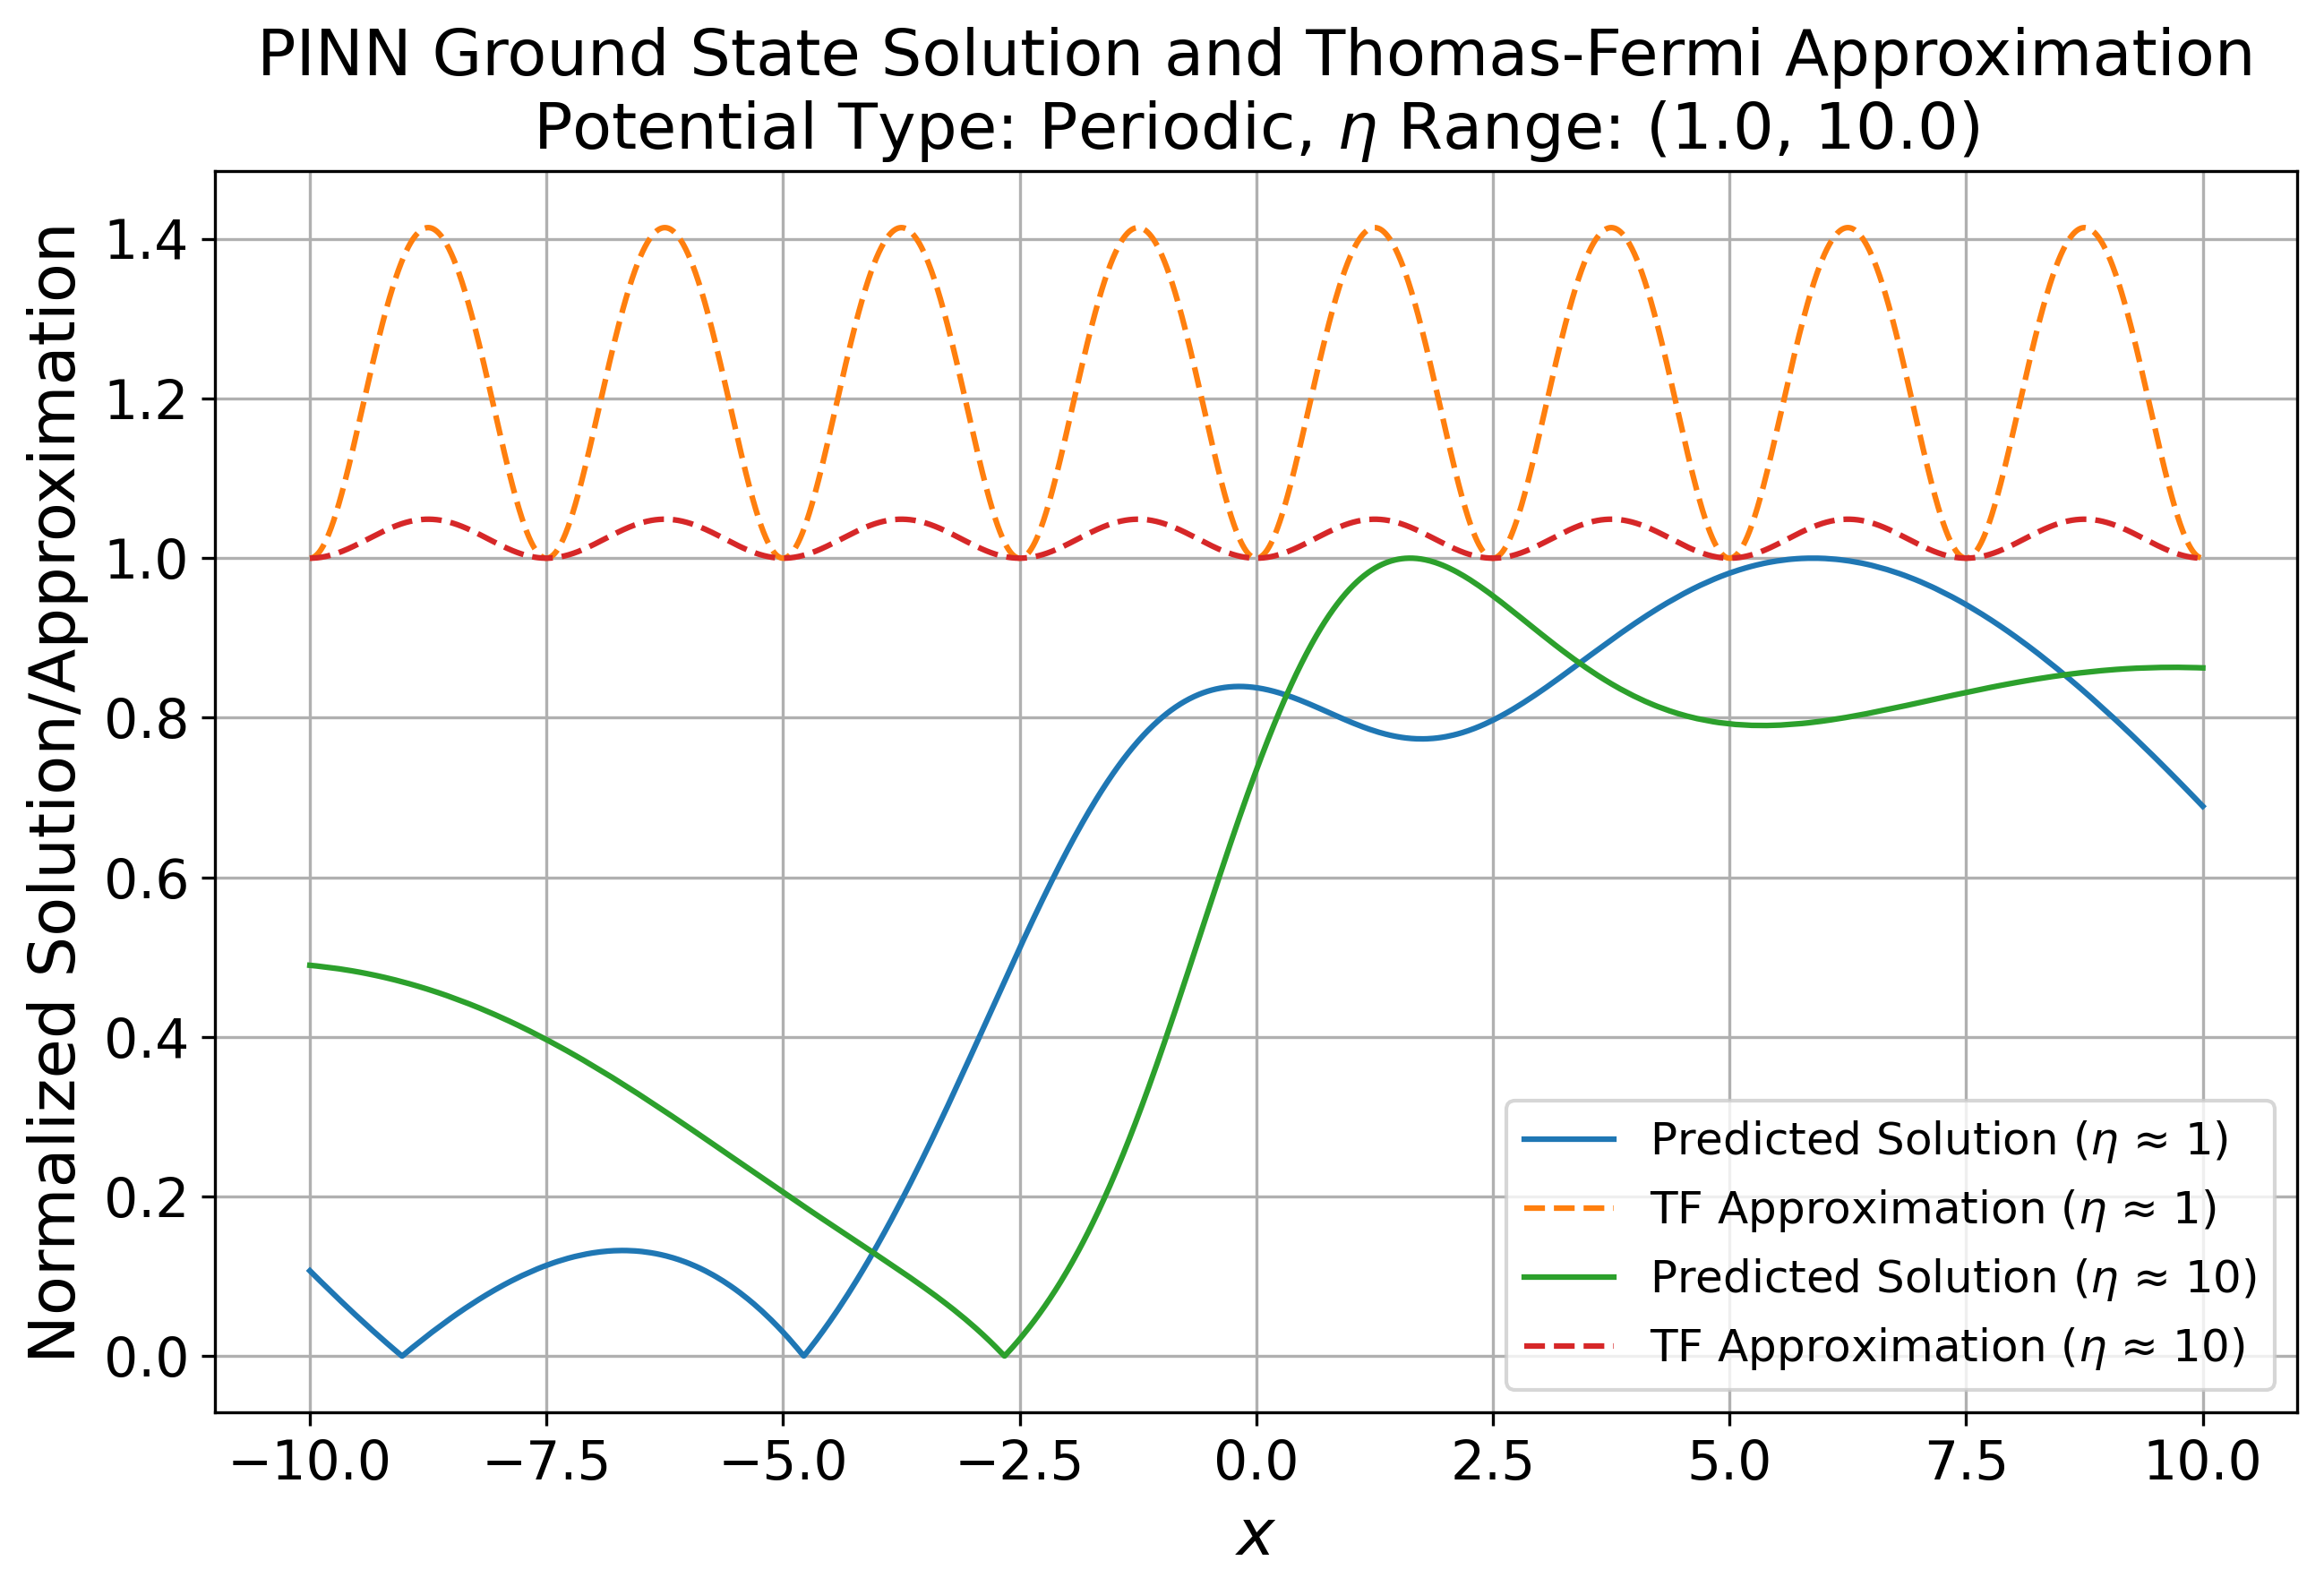 PINN Ground State Solution and Thomas-Fermi Approximation
Potential Type: Periodic, η Range: (1.0, 10.0)
Normalized Solution/Approximation
1.4
1.2
1.0
0.8
0.6
0.4
0.2
0.0
Predicted Solution (η ≈ 1)
TF Approximation (η ≈ 1)
Predicted Solution (η ≈ 10)
TF Approximation (η ≈ 10)
−10.0 −7.5 −5.0 −2.5 0.0 2.5 5.0 7.5 10.0
x